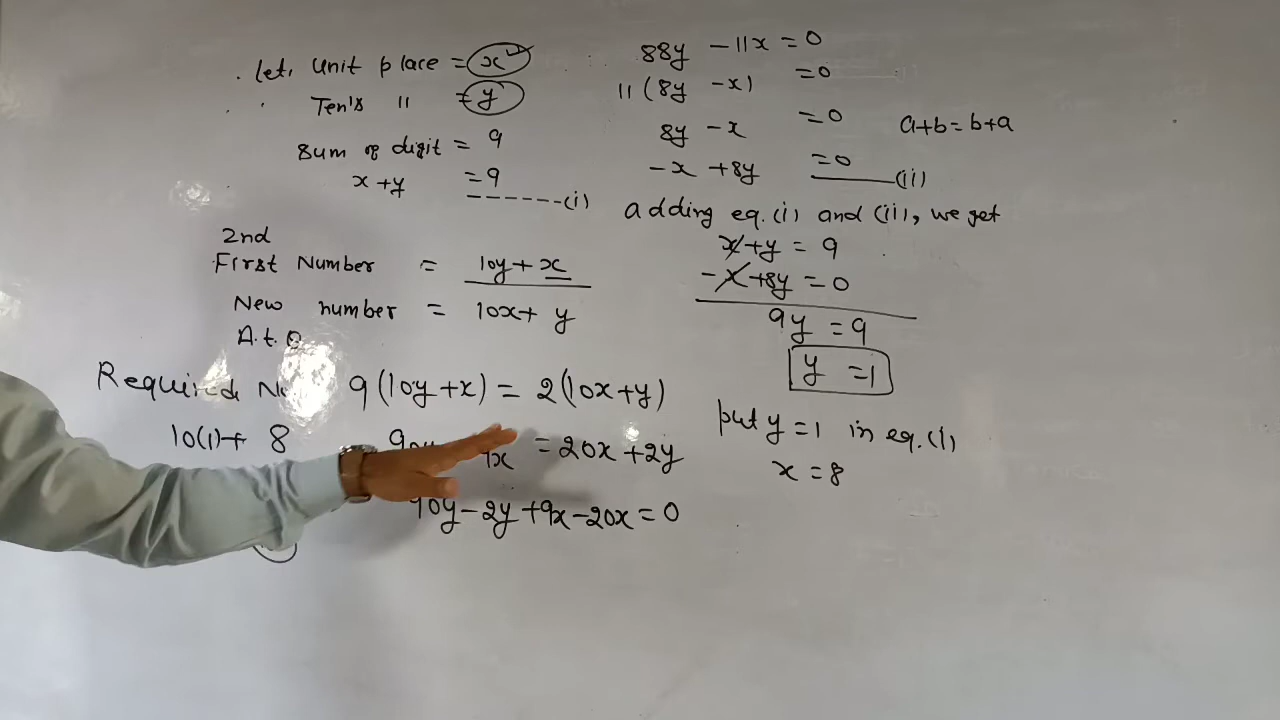 Let, Unit place = x
Ten's 11 = y
Sum of digit = 9
x + y = 9 ------(i)
2nd
First Number = 10y + x
New number = 10x + y
A.t.Q
Required No 9(10y + x) = 2(10x + y)
10(1) + 8
9x = 20x + 2y
90y - 2y + 9x - 20x = 0
88y - 11x = 0
11(8y - x) = 0
8y - x = 0
a+b = b+a
-x + 8y = 0 ——(ii)
adding eq.(i) and (ii), we get
x + y = 9
-x + 8y = 0
9y = 9
y = 1
put y = 1 in eq.(i)
x = 8